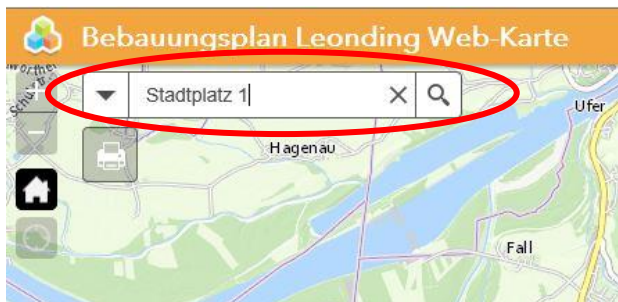 Bebauungsplan Leonding Web-Karte
Stadtplatz 1
Ufer
Hagenau
Fall